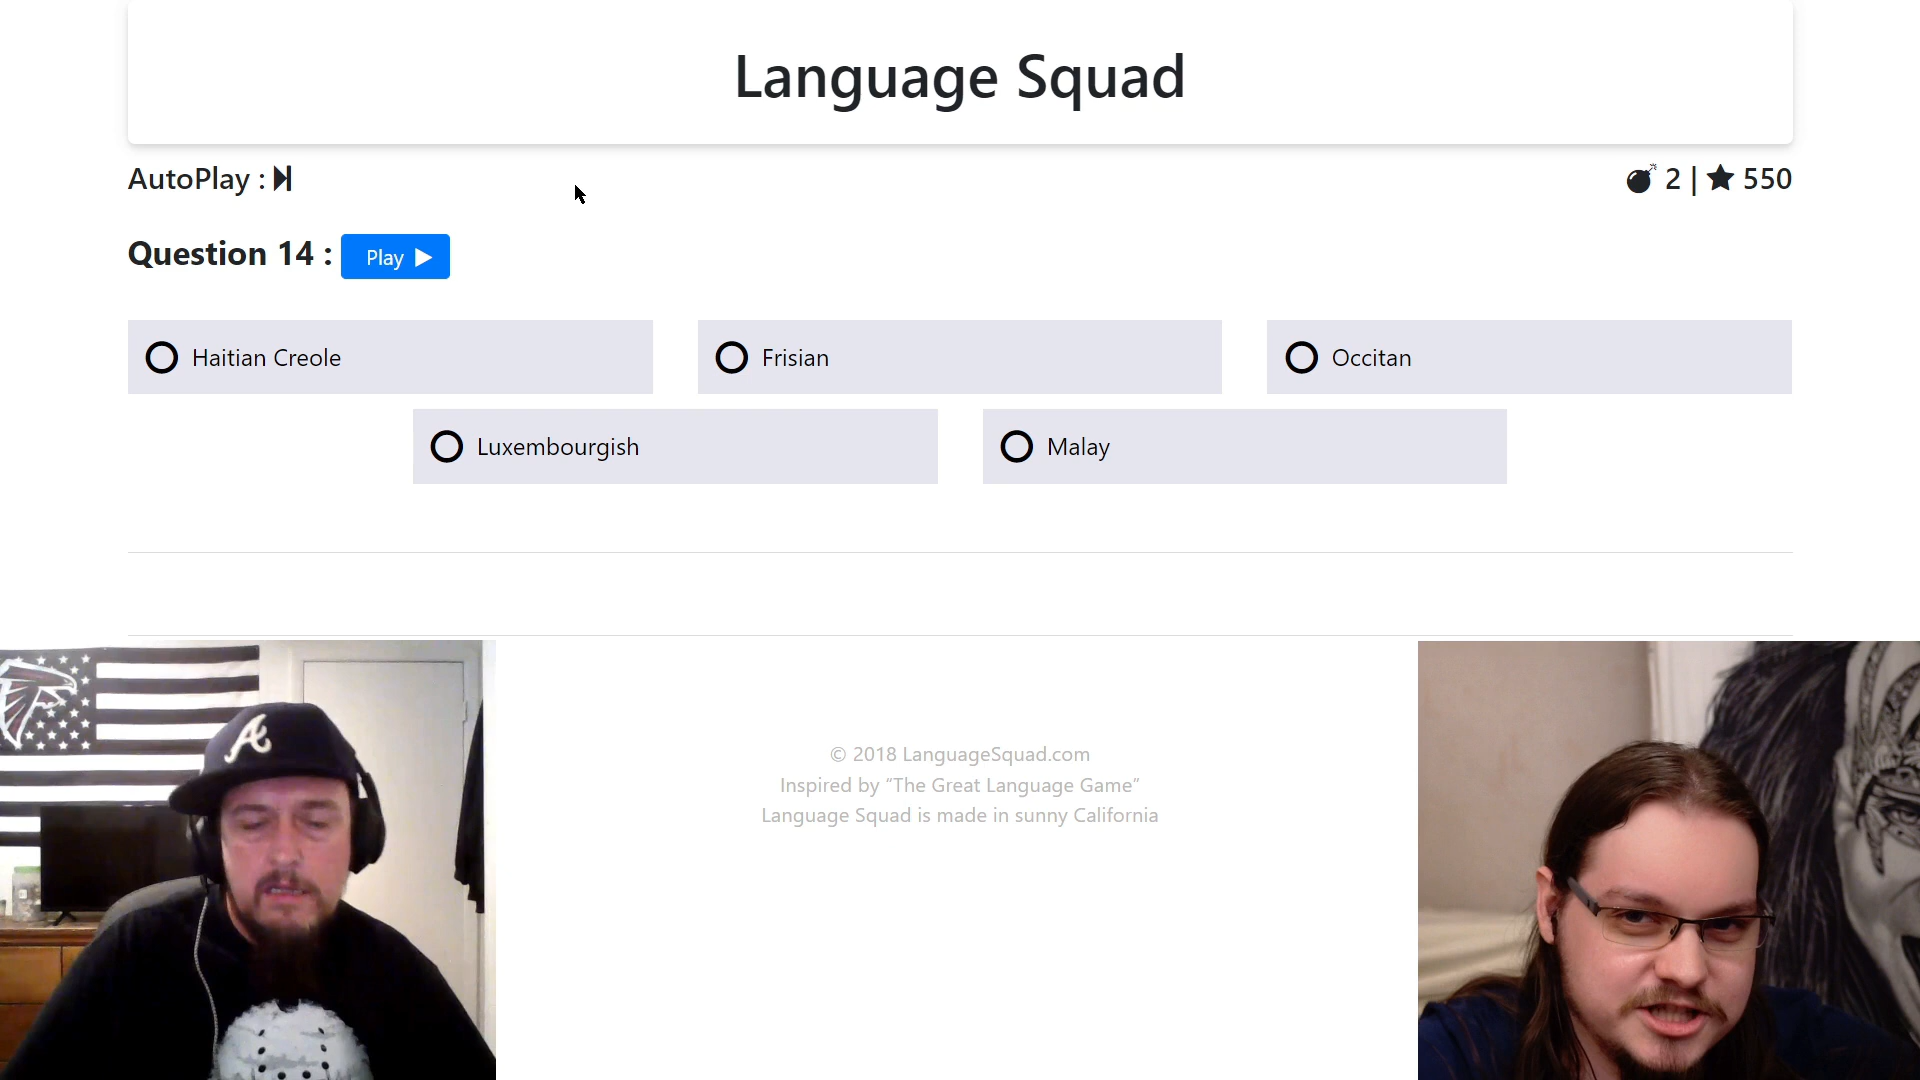 Language Squad
AutoPlay :
2 | 550
Question 14 : Play
Haitian Creole
Frisian
Occitan
Luxembourgish
Malay
A
© 2018 LanguageSquad.com
Inspired by “The Great Language Game”
Language Squad is made in sunny California